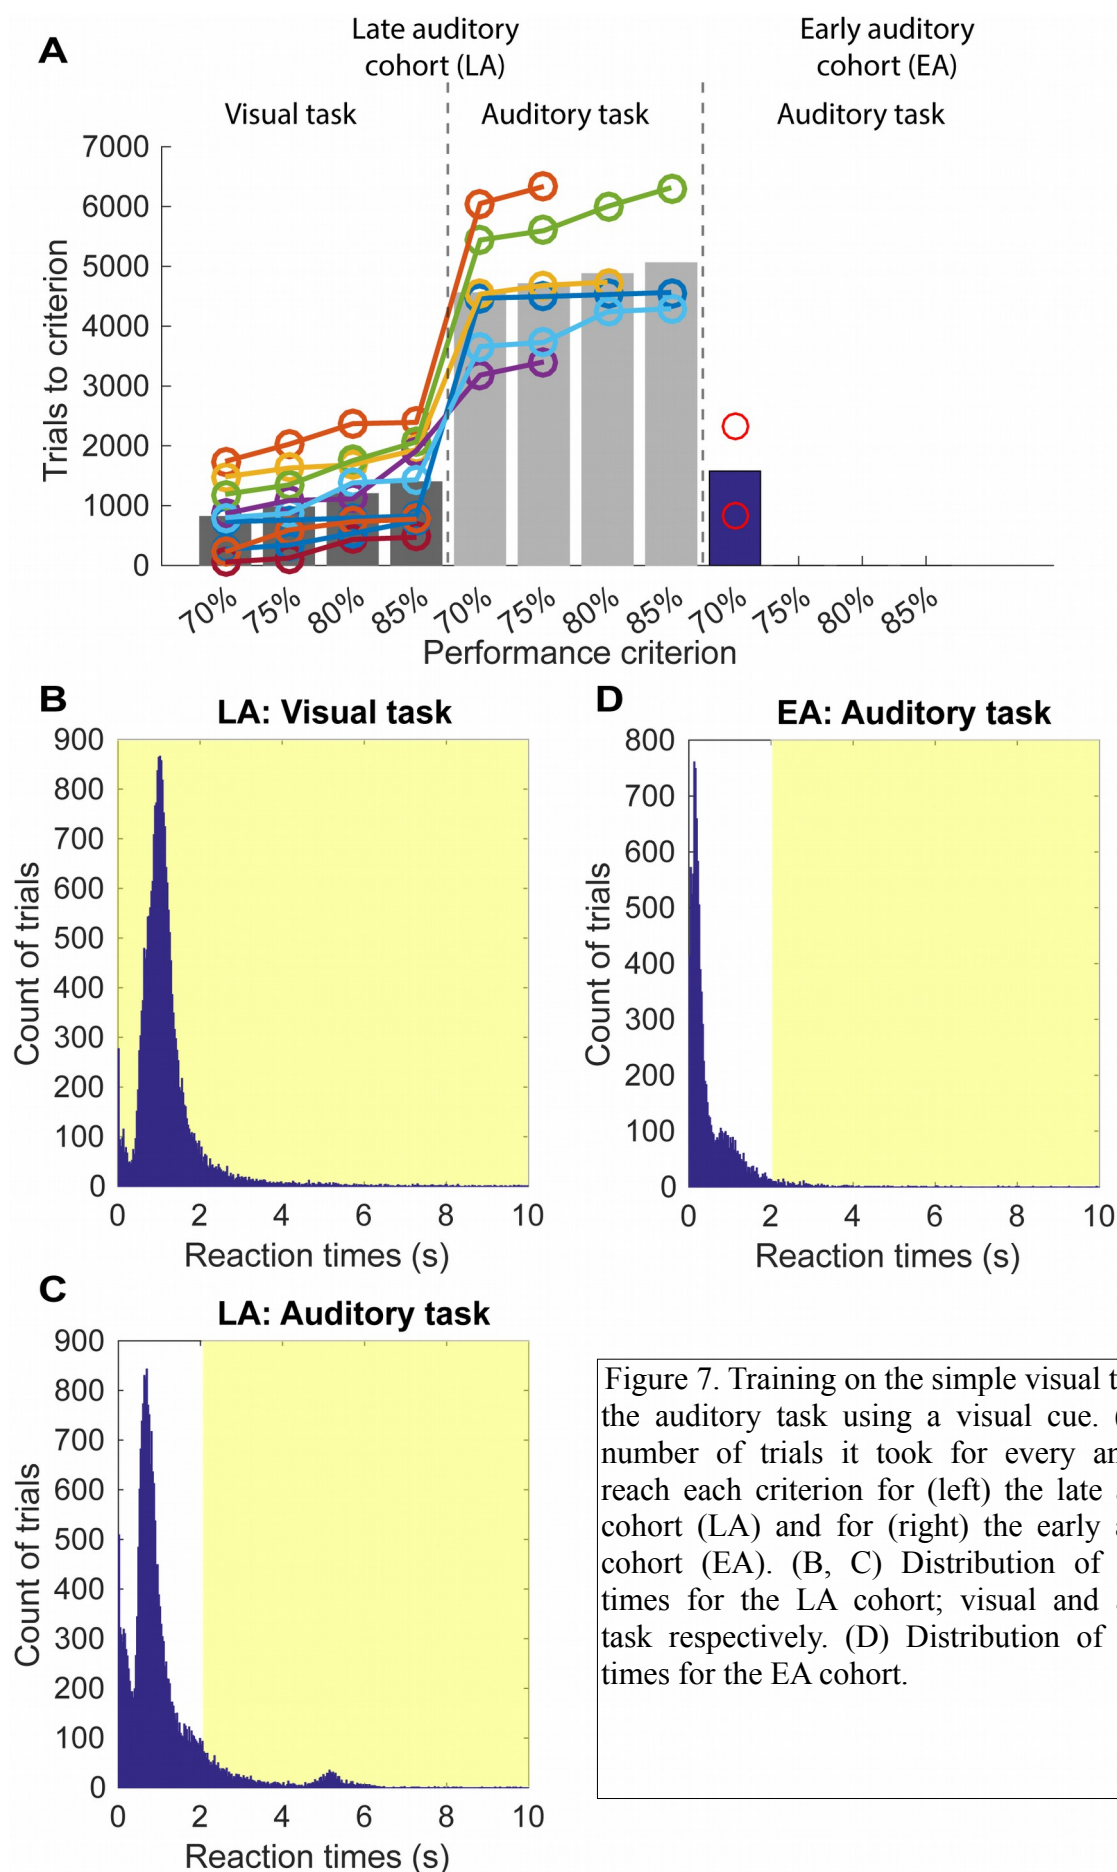 A
Late auditory
cohort (LA)
Early auditory
cohort (EA)
Visual task
Auditory task
Auditory task
Trials to criterion
7000
6000
5000
4000
3000
2000
1000
0
70% 75% 80% 85% 70% 75% 80% 85% 70% 75% 80% 85%
Performance criterion
B
LA: Visual task
Count of trials
900
800
700
600
500
400
300
200
100
0
0 2 4 6 8 10
Reaction times (s)
D
EA: Auditory task
Count of trials
800
700
600
500
400
300
200
100
0
0 2 4 6 8 10
Reaction times (s)
C
LA: Auditory task
Count of trials
900
800
700
600
500
400
300
200
100
0
0 2 4 6 8 10
Reaction times (s)
Figure 7. Training on the simple visual
the auditory task using a visual cue.
number of trials it took for every
reach each criterion for (left) the late
cohort (LA) and for (right) the early
cohort (EA). (B, C) Distribution of
times for the LA cohort; visual and
task respectively. (D) Distribution of
times for the EA cohort.